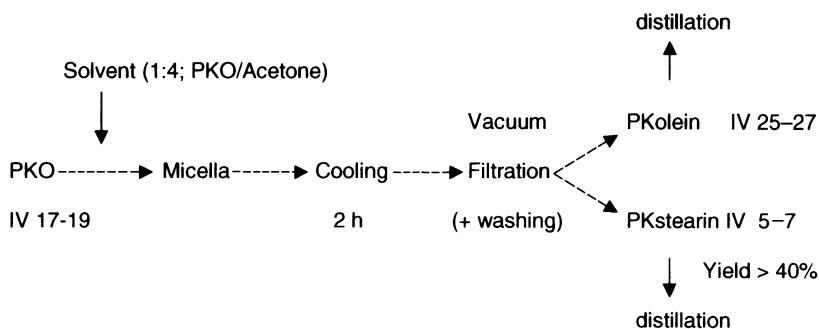 distillation
Solvent (1:4; PKO/Acetone)
Vacuum
PKolein IV 25–27
PKO
Micella
Cooling
Filtration
IV 17-19
2 h
(+ washing)
PKstearin IV 5–7
Yield > 40%
distillation